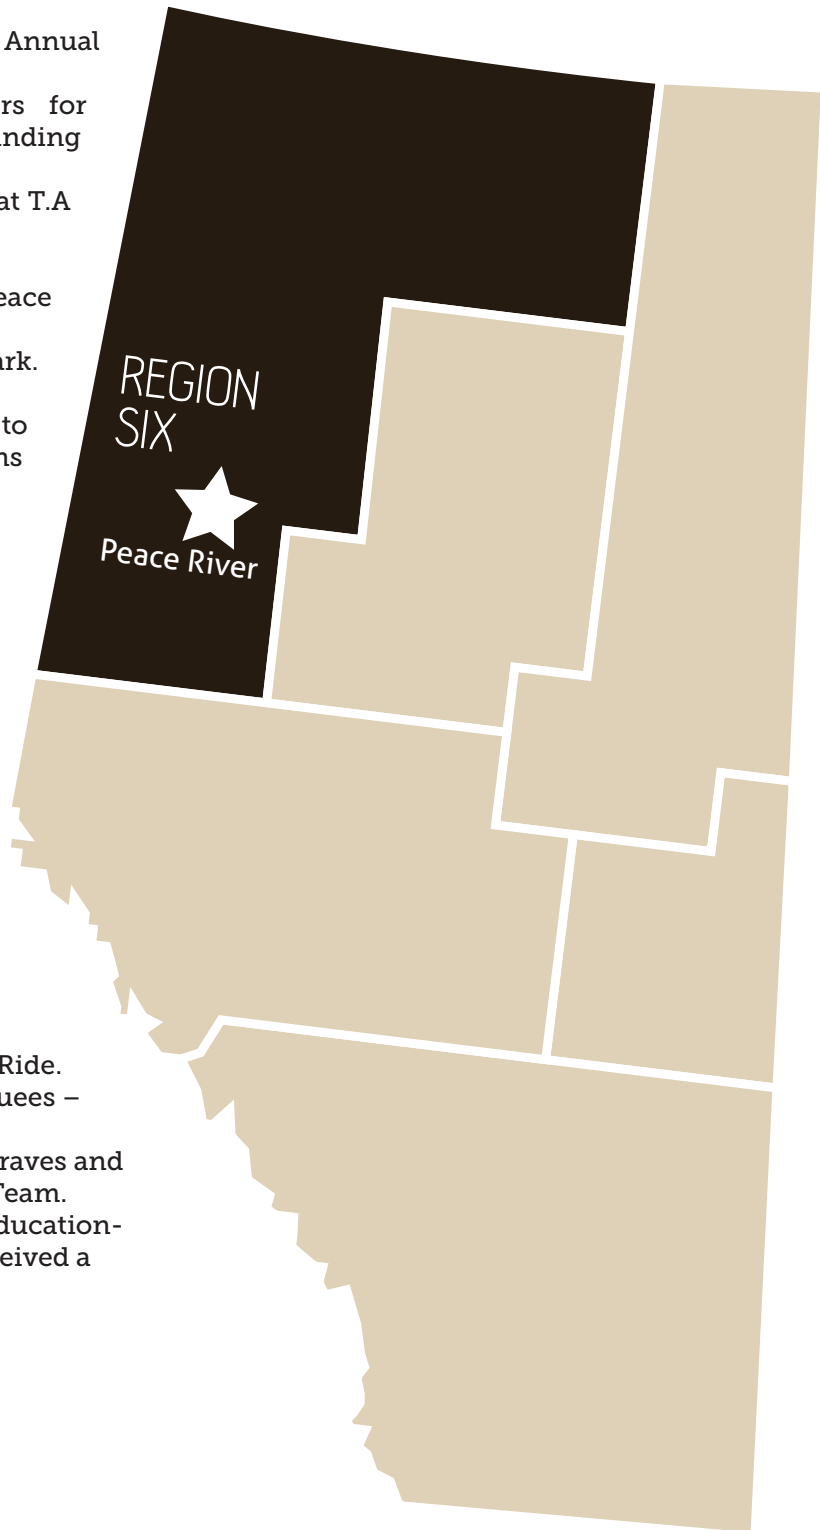 Annual
rs for
nding
at T.A
eace
ark.
to
ns
REGION
SIX
Peace River
Ride.
uees –
raves and
Team.
ducation-
eived a